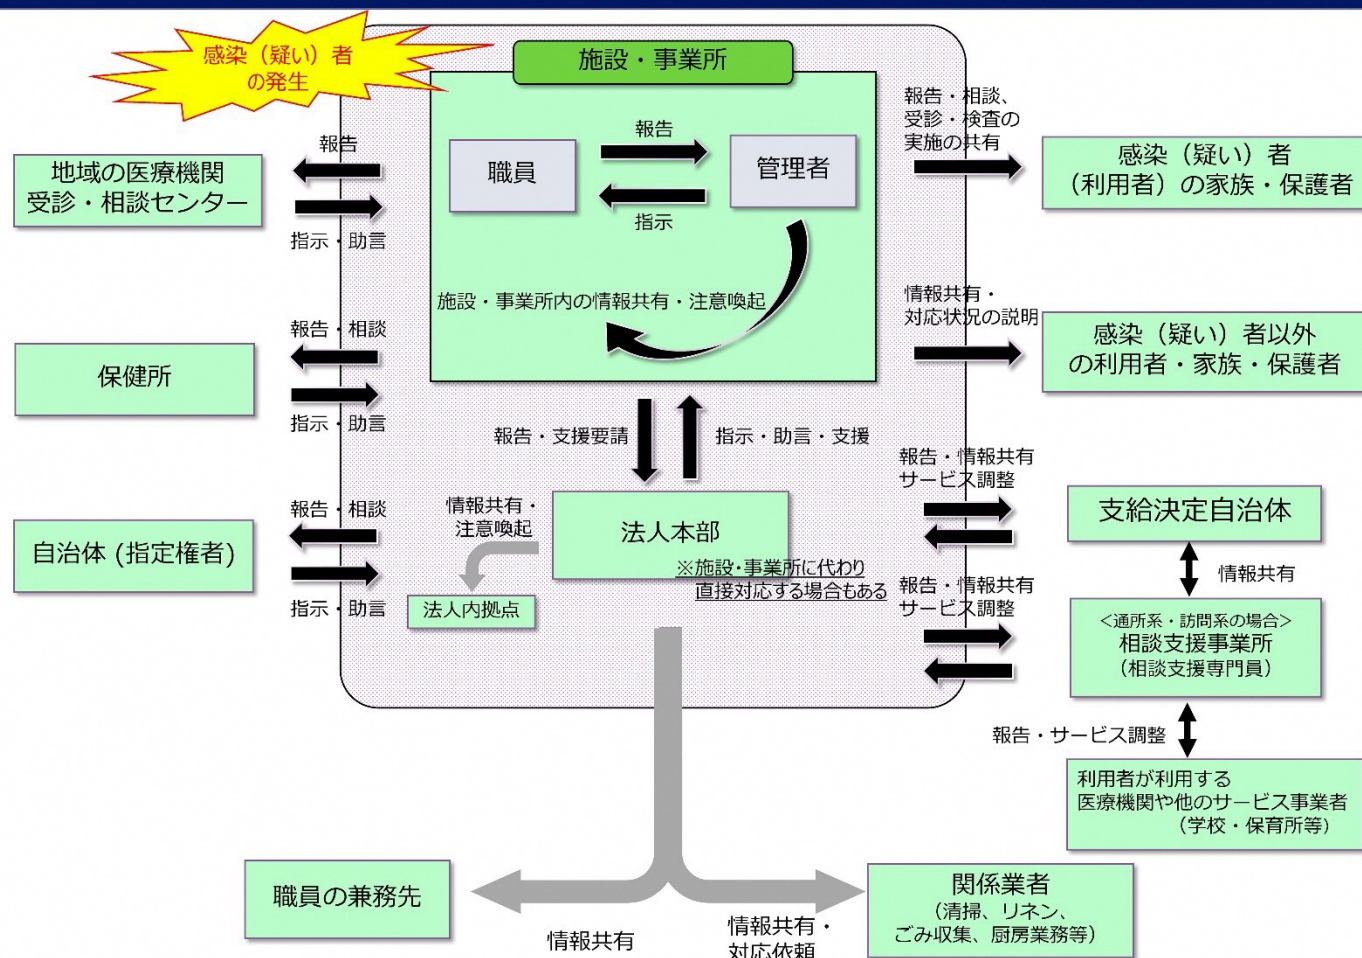 感染（疑い）者
の発生
施設・事業所
報告
職員
管理者
指示
施設・事業所内の情報共有・注意喚起
報告
地域の医療機関
受診・相談センター
指示・助言
報告・相談
保健所
指示・助言
報告・相談
自治体 (指定権者)
指示・助言
報告・相談、
受診・検査の
実施の共有
感染（疑い）者
（利用者）の家族・保護者
情報共有・
対応状況の説明
感染（疑い）者以外
の利用者・家族・保護者
報告・支援要請
指示・助言・支援
情報共有・
注意喚起
法人本部
※施設・事業所に代わり
直接対応する場合もある
法人内拠点
報告・情報共有
サービス調整
支給決定自治体
情報共有
報告・情報共有
サービス調整
＜通所系・訪問系の場合＞
相談支援事業所
（相談支援専門員）
報告・サービス調整
利用者が利用する
医療機関や他のサービス事業者
（学校・保育所等）
職員の兼務先
情報共有
情報共有・
対応依頼
関係業者
（清掃、リネン、
ごみ収集、厨房業務等）